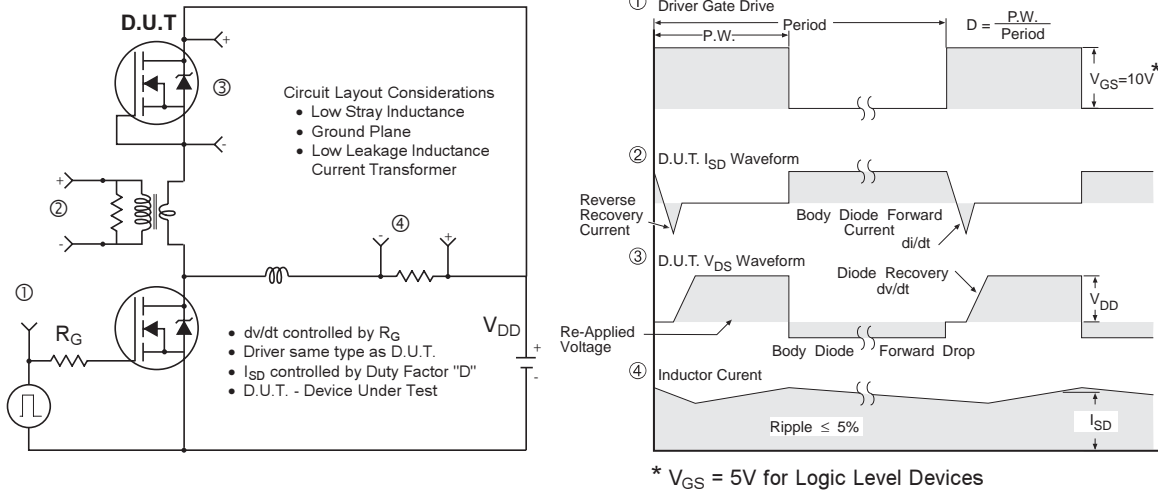 D.U.T
+
③
-
Circuit Layout Considerations
• Low Stray Inductance
• Ground Plane
• Low Leakage Inductance
Current Transformer
+
②
-
④
-
+
①
RG
VDD
+
-
• dv/dt controlled by RG
• Driver same type as D.U.T.
• ISD controlled by Duty Factor "D"
• D.U.T. - Device Under Test
① Driver Gate Drive
P.W.
Period
D = P.W.
Period
VGS=10V*
② D.U.T. ISD Waveform
Reverse
Recovery
Current
Body Diode Forward
Current
di/dt
③ D.U.T. VDS Waveform
Diode Recovery
dv/dt
VDD
Re-Applied
Voltage
Body Diode Forward Drop
④ Inductor Curent
Ripple ≤ 5%
ISD
* VGS = 5V for Logic Level Devices